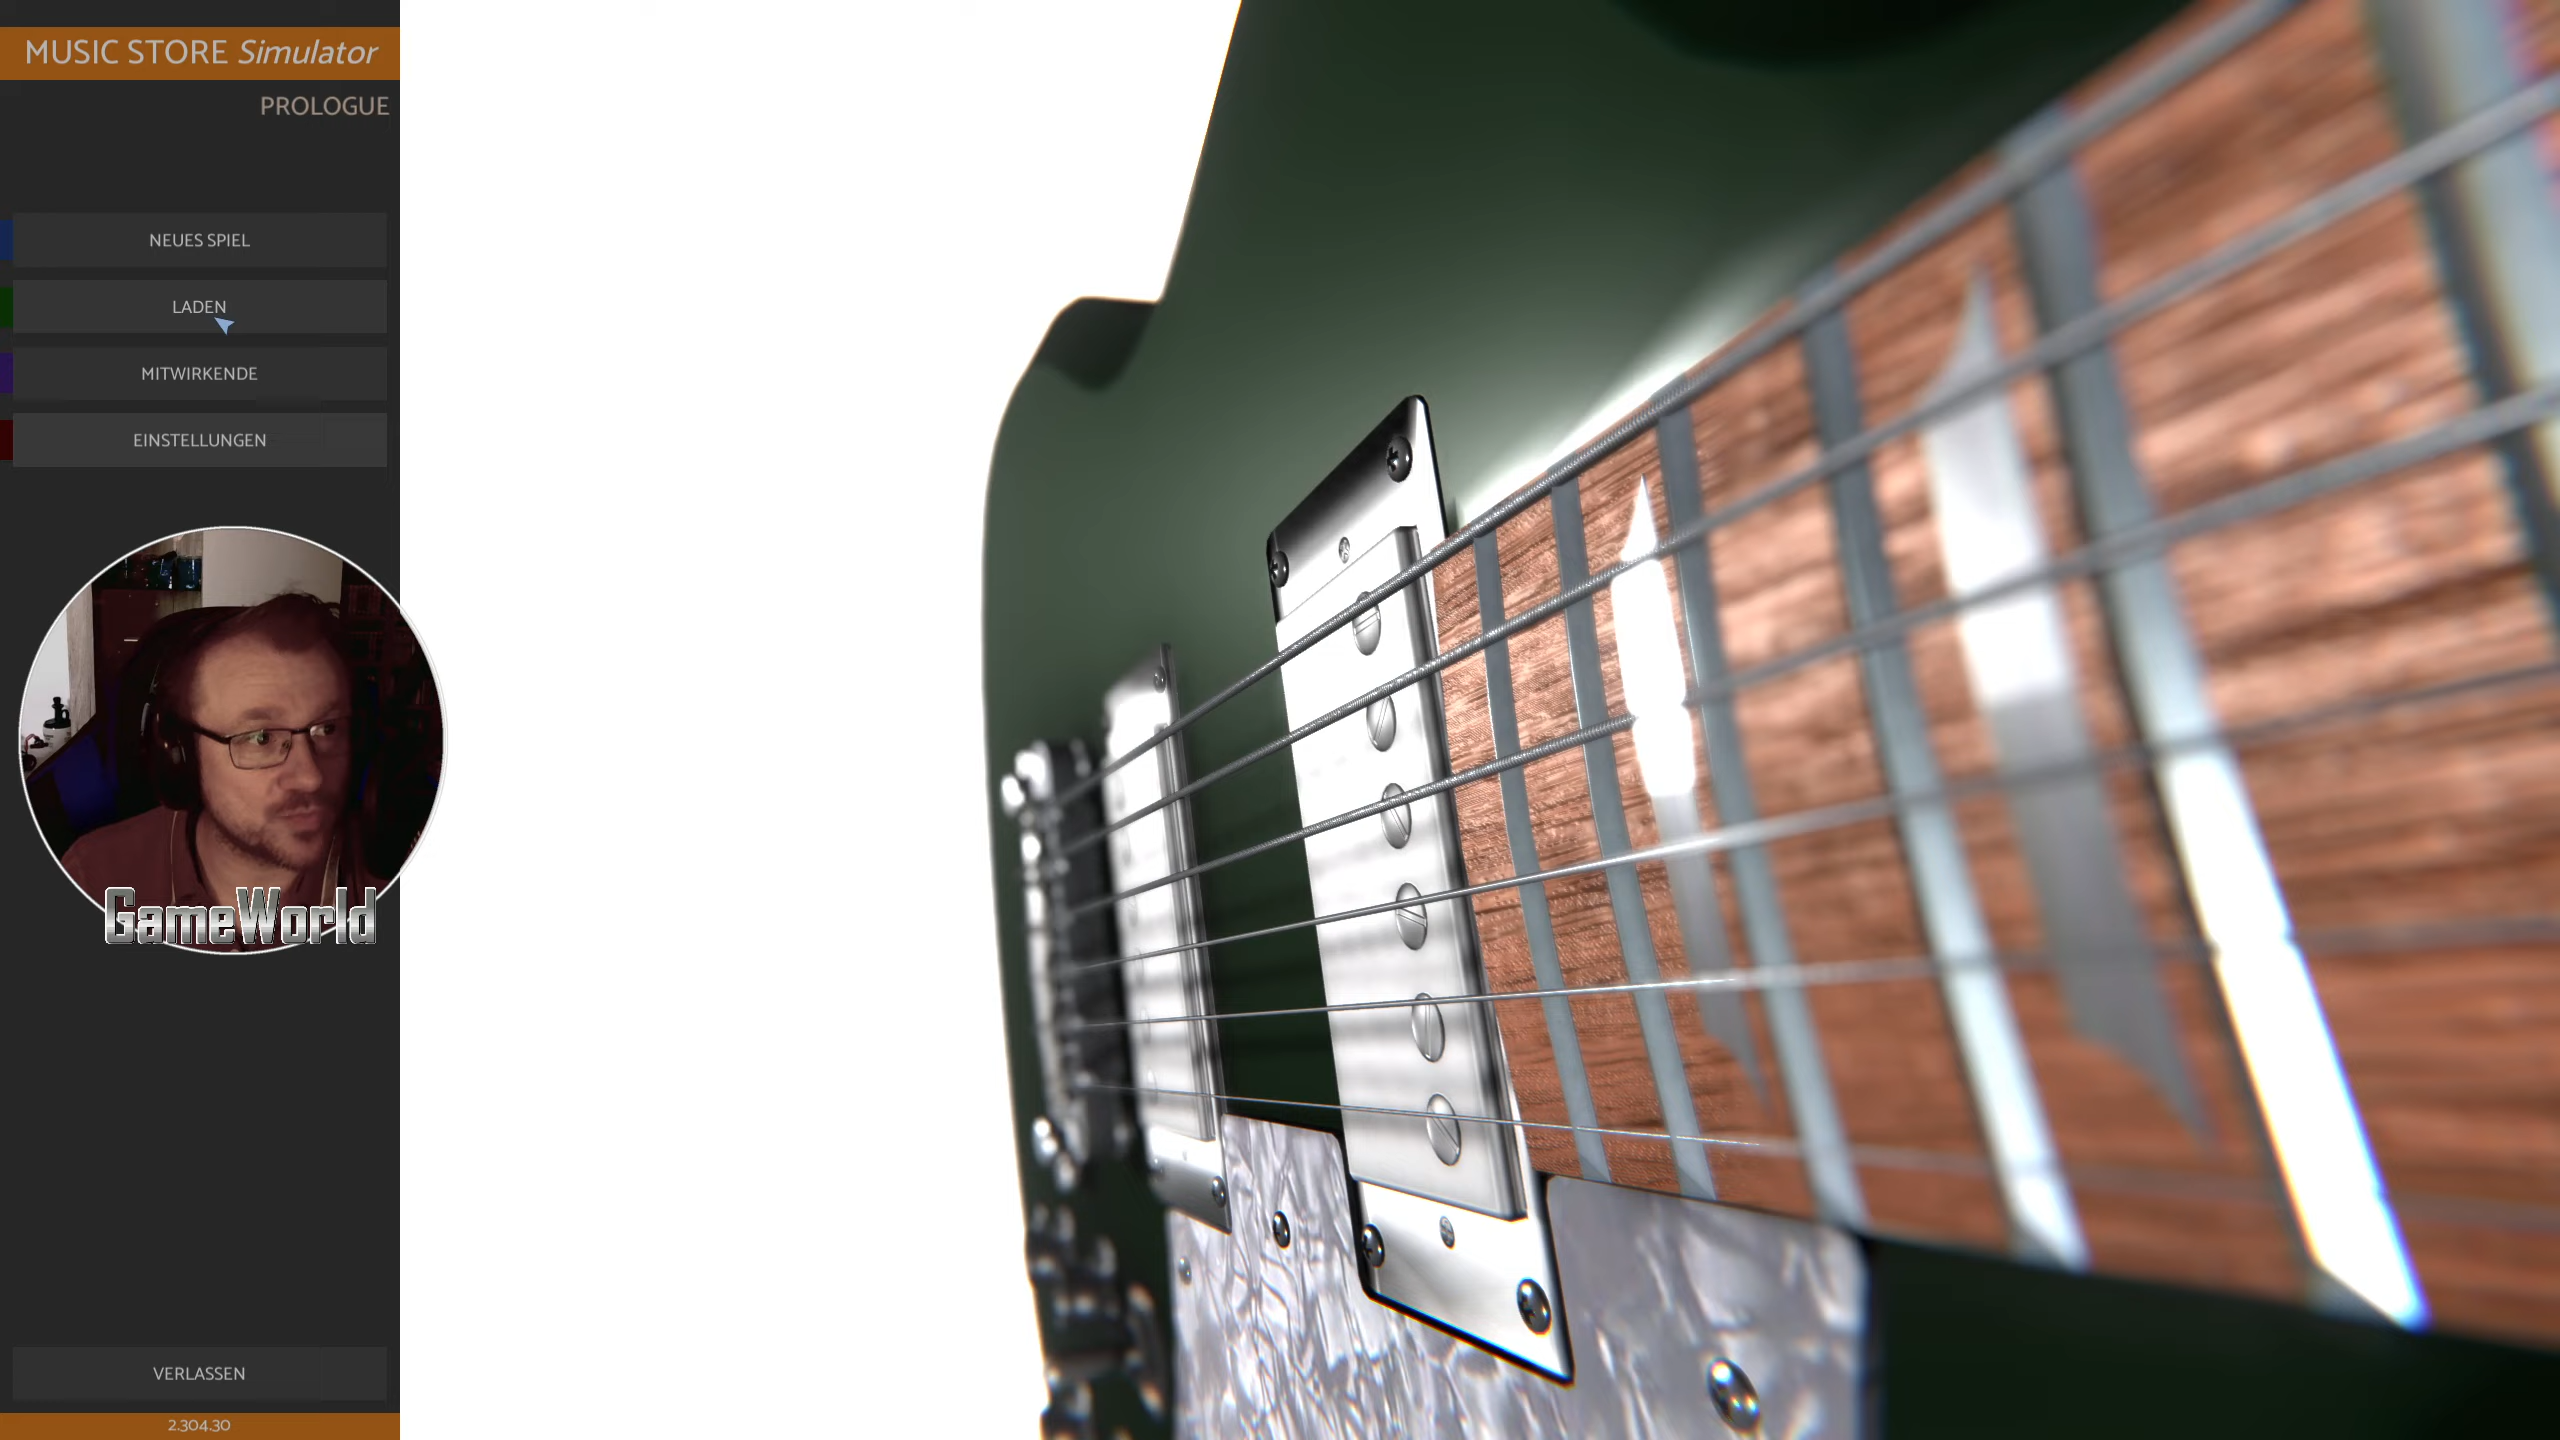 MUSIC STORE Simulator
PROLOGUE
NEUES SPIEL
LADEN
MITWIRKENDE
EINSTELLUNGEN
GameWorld
VERLASSEN
2.304.30